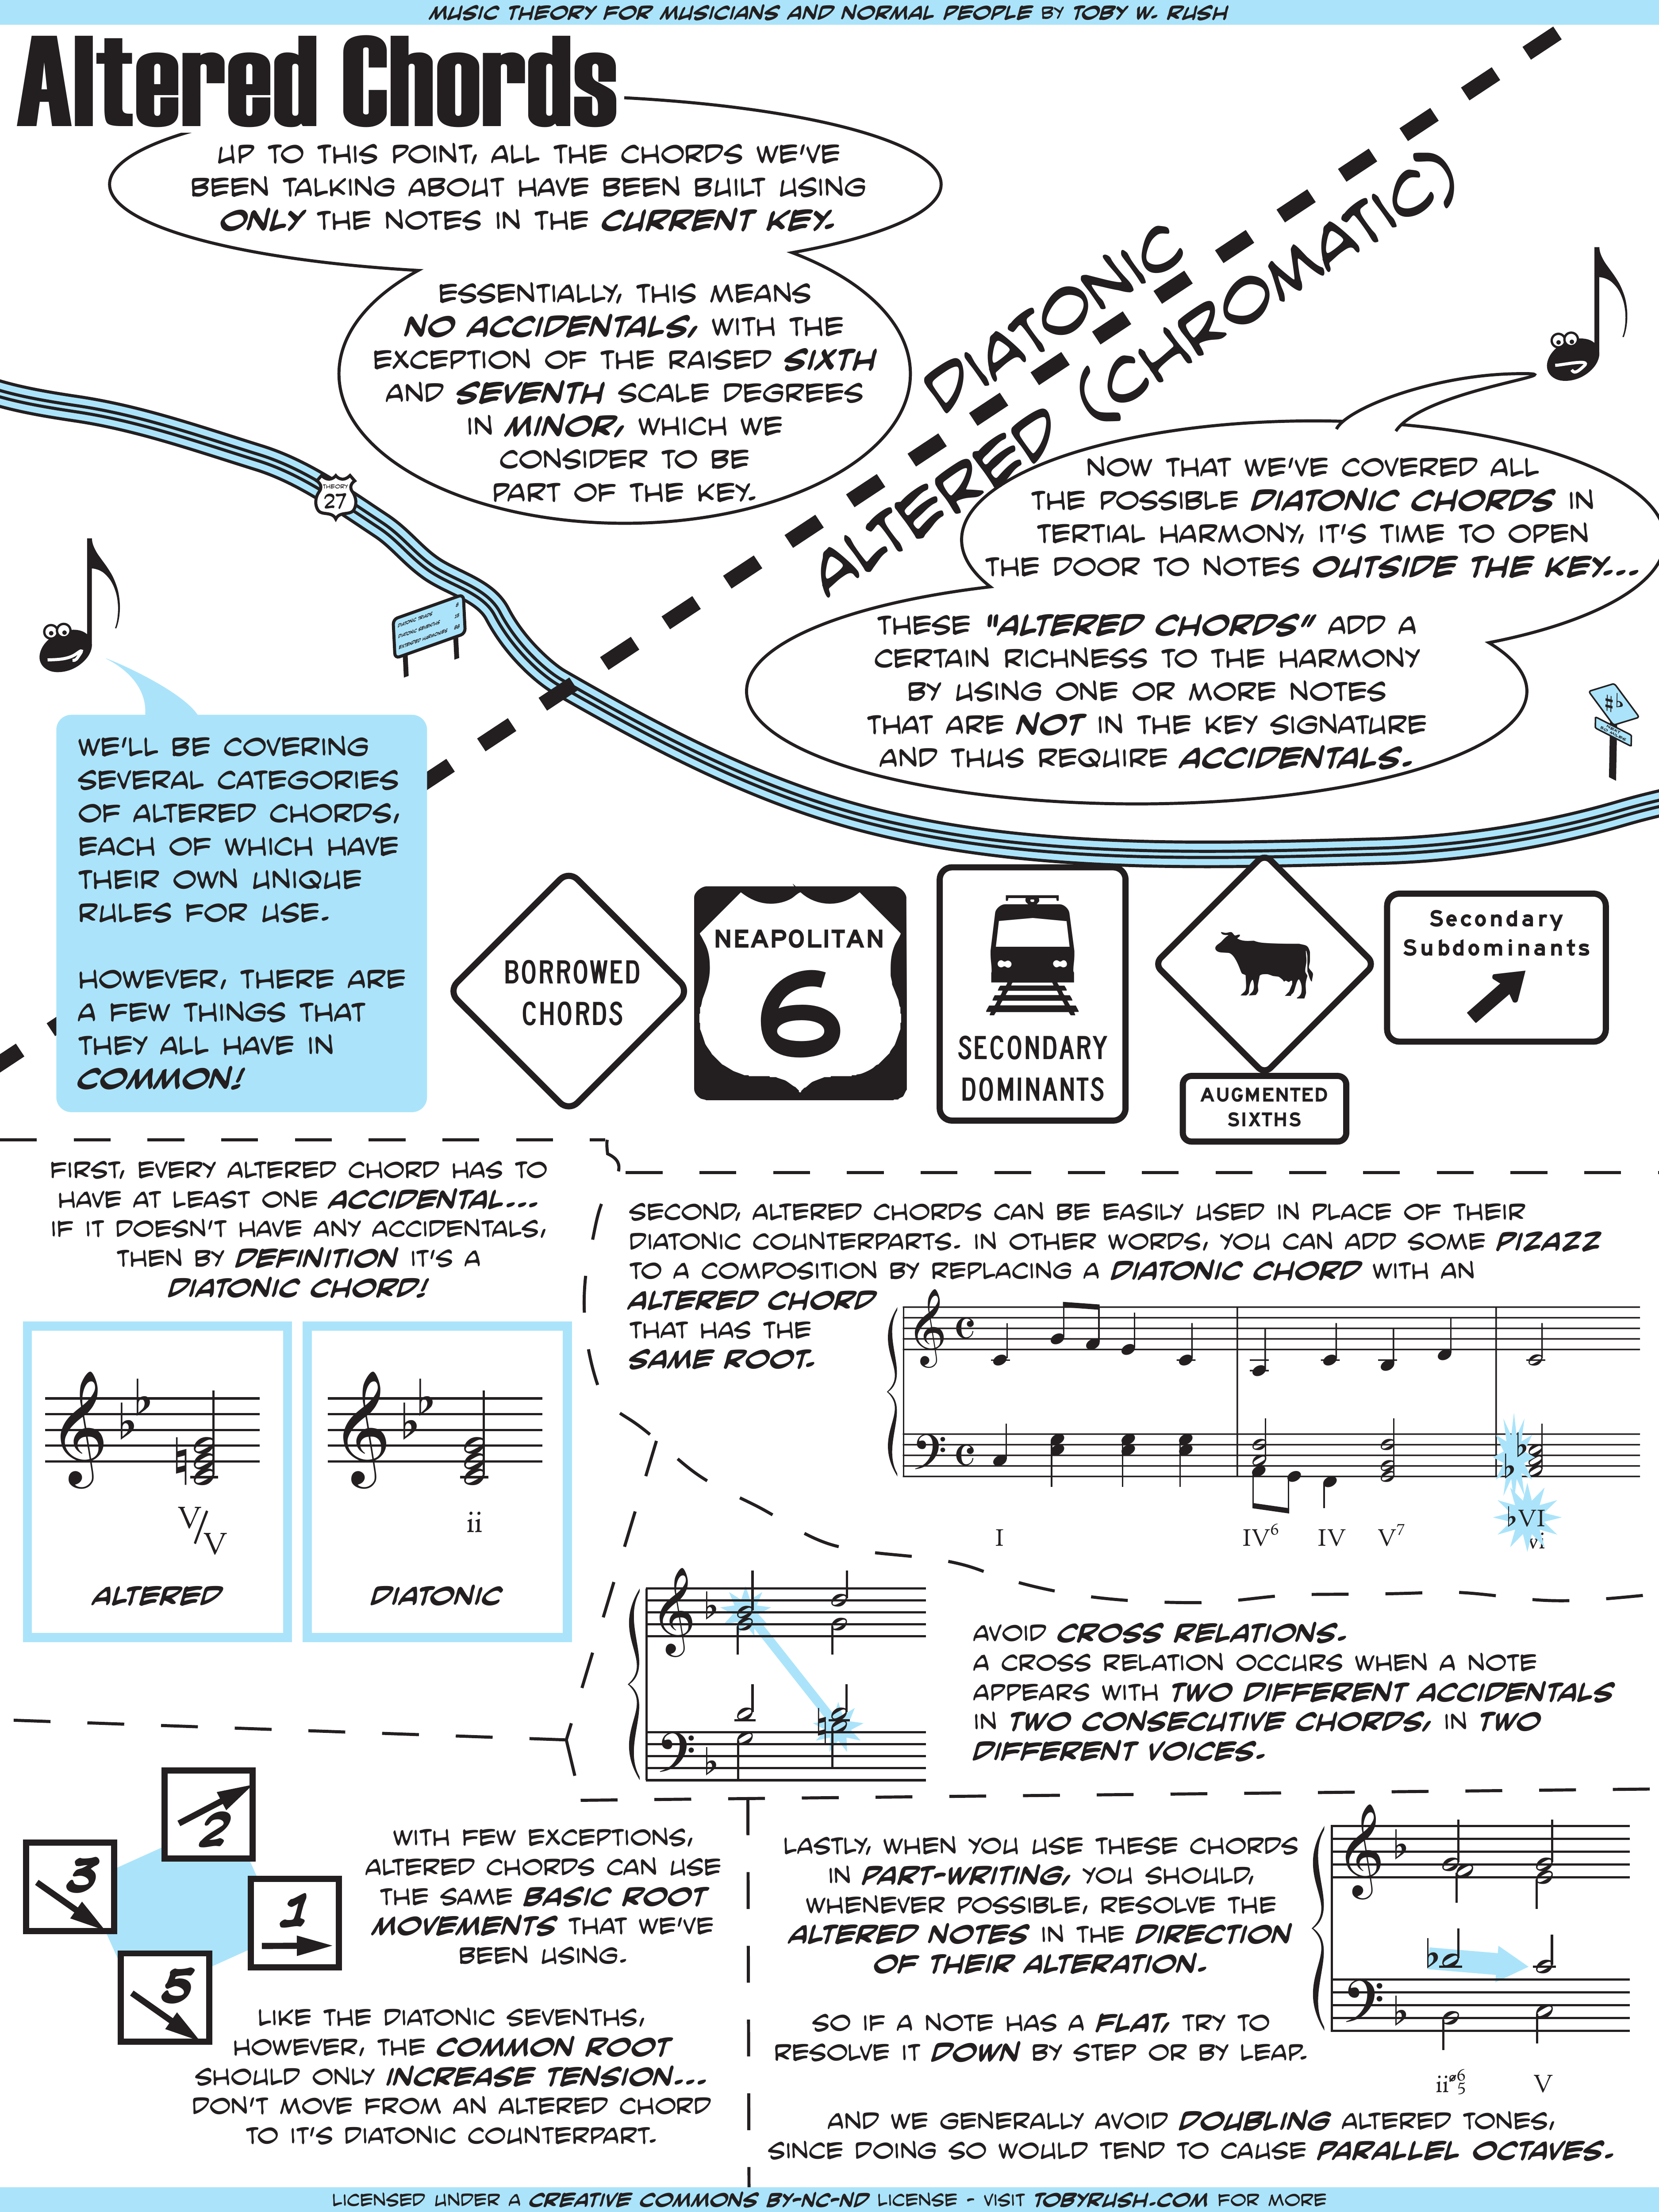 MUSIC THEORY FOR MUSICIANS AND NORMAL PEOPLE BY TOBY W. RUSH
Altered Chords
UP TO THIS POINT, ALL THE CHORDS WE'VE
BEEN TALKING ABOUT HAVE BEEN BUILT USING
ONLY THE NOTES IN THE CURRENT KEY.
ESSENTIALLY, THIS MEANS
NO ACCIDENTALS, WITH THE
EXCEPTION OF THE RAISED SIXTH
AND SEVENTH SCALE DEGREES
IN MINOR, WHICH WE
CONSIDER TO BE
PART OF THE KEY.
DIATONIC
ALTERED (CHROMATIC)
NOW THAT WE'VE COVERED ALL
THE POSSIBLE DIATONIC CHORDS IN
TERTIAL HARMONY, IT'S TIME TO OPEN
THE DOOR TO NOTES OUTSIDE THE KEY...
THESE "ALTERED CHORDS" ADD A
CERTAIN RICHNESS TO THE HARMONY
BY USING ONE OR MORE NOTES
THAT ARE NOT IN THE KEY SIGNATURE
AND THUS REQUIRE ACCIDENTALS.
THEORY
27
DIATONIC TRIADS
DIATONIC SEVENTHS
EXTENDED HARMONIES
♯♭
WE'LL BE COVERING
SEVERAL CATEGORIES
OF ALTERED CHORDS,
EACH OF WHICH HAVE
THEIR OWN UNIQUE
RULES FOR USE.
HOWEVER, THERE ARE
A FEW THINGS THAT
THEY ALL HAVE IN
COMMON!
BORROWED
CHORDS
NEAPOLITAN
6
SECONDARY
DOMINANTS
AUGMENTED
SIXTHS
Secondary
Subdominants
FIRST, EVERY ALTERED CHORD HAS TO
HAVE AT LEAST ONE ACCIDENTAL...
IF IT DOESN'T HAVE ANY ACCIDENTALS,
THEN BY DEFINITION IT'S A
DIATONIC CHORD!
V/V
ALTERED
ii
DIATONIC
SECOND, ALTERED CHORDS CAN BE EASILY USED IN PLACE OF THEIR
DIATONIC COUNTERPARTS. IN OTHER WORDS, YOU CAN ADD SOME PIZAZZ
TO A COMPOSITION BY REPLACING A DIATONIC CHORD WITH AN
ALTERED CHORD
THAT HAS THE
SAME ROOT.
I IV6 IV V7 ♭VI
vi
AVOID CROSS RELATIONS.
A CROSS RELATION OCCURS WHEN A NOTE
APPEARS WITH TWO DIFFERENT ACCIDENTALS
IN TWO CONSECUTIVE CHORDS, IN TWO
DIFFERENT VOICES.
2
3
1
5
WITH FEW EXCEPTIONS,
ALTERED CHORDS CAN USE
THE SAME BASIC ROOT
MOVEMENTS THAT WE'VE
BEEN USING.
LIKE THE DIATONIC SEVENTHS,
HOWEVER, THE COMMON ROOT
SHOULD ONLY INCREASE TENSION...
DON'T MOVE FROM AN ALTERED CHORD
TO IT'S DIATONIC COUNTERPART.
LASTLY, WHEN YOU USE THESE CHORDS
IN PART-WRITING, YOU SHOULD,
WHENEVER POSSIBLE, RESOLVE THE
ALTERED NOTES IN THE DIRECTION
OF THEIR ALTERATION.
SO IF A NOTE HAS A FLAT, TRY TO
RESOLVE IT DOWN BY STEP OR BY LEAP.
iiø65 V
AND WE GENERALLY AVOID DOUBLING ALTERED TONES,
SINCE DOING SO WOULD TEND TO CAUSE PARALLEL OCTAVES.
LICENSED UNDER A CREATIVE COMMONS BY-NC-ND LICENSE - VISIT TOBYRUSH.COM FOR MORE